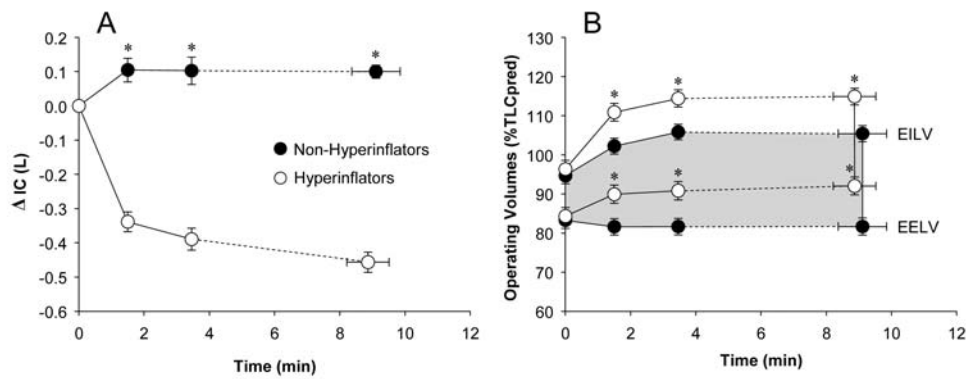 A
Δ IC (L)
0.2
0.1
0.0
-0.1
-0.2
-0.3
-0.4
-0.5
-0.6
* * *
Non-Hyperinflators
Hyperinflators
0 2 4 6 8 10 12
Time (min)
B
Operating Volumes (%TLCpred)
130
120
110
100
90
80
70
60
* * *
* * *
EILV
EELV
0 2 4 6 8 10 12
Time (min)